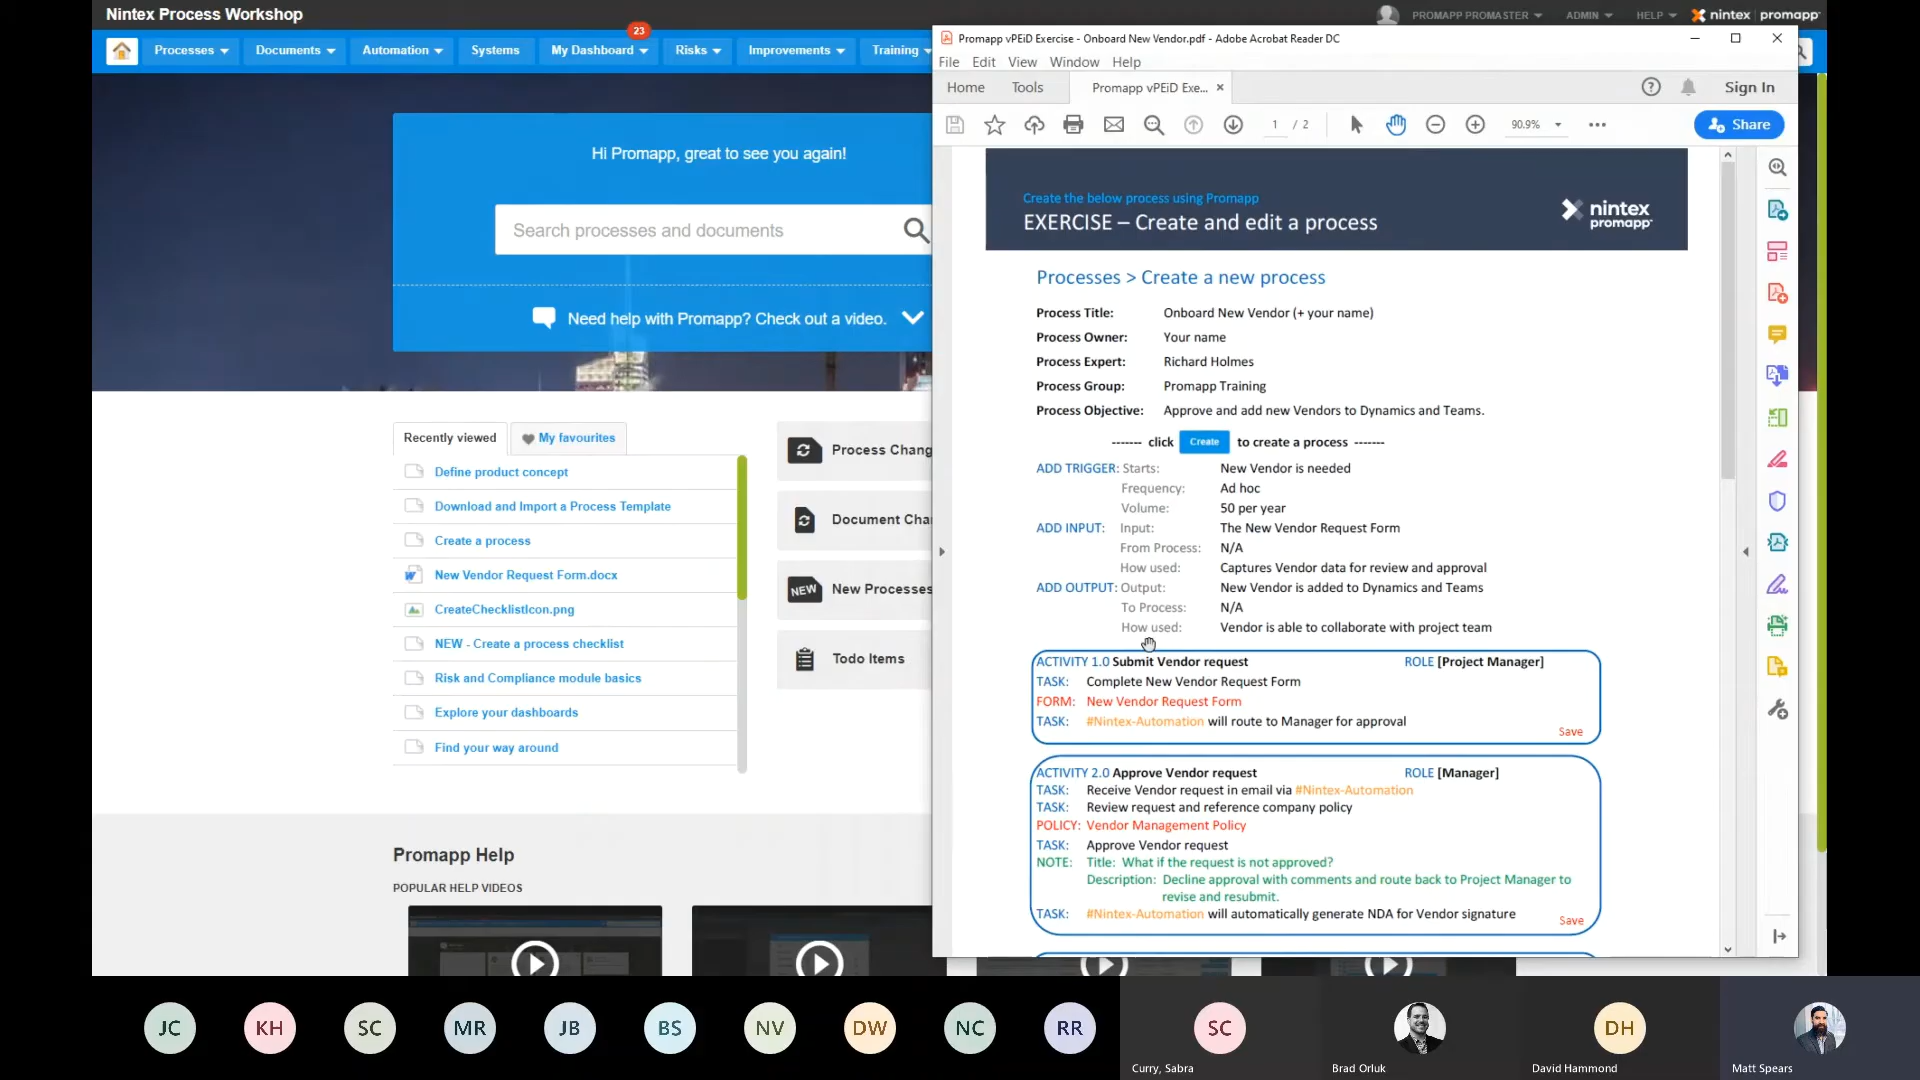 Nintex Process Workshop
PROMAPP PROMASTER ADMIN HELP nintex promapp
Processes Documents Automation Systems My Dashboard 23 Risks Improvements Training
Hi Promapp, great to see you again!
Search processes and documents
Need help with Promapp? Check out a video.
Recently viewed My favourites
Define product concept
Download and Import a Process Template
Create a process
New Vendor Request Form.docx
CreateChecklistIcon.png
NEW - Create a process checklist
Risk and Compliance module basics
Explore your dashboards
Find your way around
Process Chang
Document Cha
NEW New Processes
Todo Items
Promapp Help
POPULAR HELP VIDEOS
Promapp vPEiD Exercise - Onboard New Vendor.pdf - Adobe Acrobat Reader DC
File Edit View Window Help
Home Tools Promapp vPEiD Exe... Sign In
1 / 2 90.9% Share
Create the below process using Promapp
EXERCISE – Create and edit a process
nintex
promapp
Processes > Create a new process
Process Title: Onboard New Vendor (+ your name)
Process Owner: Your name
Process Expert: Richard Holmes
Process Group: Promapp Training
Process Objective: Approve and add new Vendors to Dynamics and Teams.
------- click Create to create a process -------
ADD TRIGGER: Starts: New Vendor is needed
Frequency: Ad hoc
Volume: 50 per year
ADD INPUT: Input: The New Vendor Request Form
From Process: N/A
How used: Captures Vendor data for review and approval
ADD OUTPUT: Output: New Vendor is added to Dynamics and Teams
To Process: N/A
How used: Vendor is able to collaborate with project team
ACTIVITY 1.0 Submit Vendor request ROLE [Project Manager]
TASK: Complete New Vendor Request Form
FORM: New Vendor Request Form
TASK: #Nintex-Automation will route to Manager for approval
Save
ACTIVITY 2.0 Approve Vendor request ROLE [Manager]
TASK: Receive Vendor request in email via #Nintex-Automation
TASK: Review request and reference company policy
POLICY: Vendor Management Policy
TASK: Approve Vendor request
NOTE: Title: What if the request is not approved?
Description: Decline approval with comments and route back to Project Manager to
revise and resubmit.
TASK: #Nintex-Automation will automatically generate NDA for Vendor signature
Save
JC KH SC MR JB BS NV DW NC RR SC DH
Curry, Sabra Brad Orluk David Hammond Matt Spears